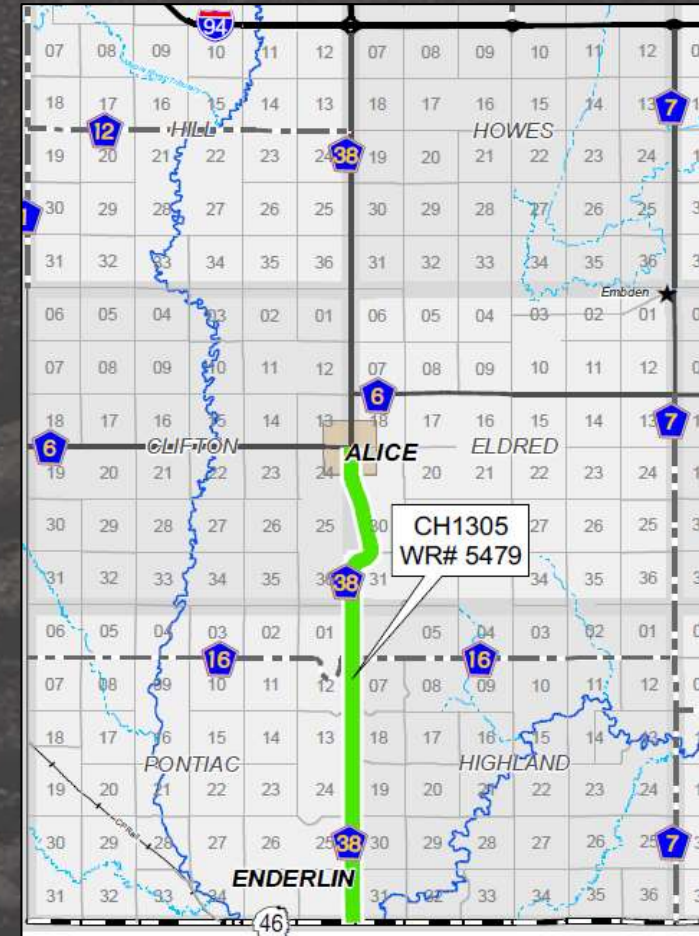 94
07 08 09 10 11 12 07 08 09 10 11 12
18 17 16 15 14 13 18 17 16 15 14 13 7
12 HILL 38 HOWES
19 20 21 22 23 24 19 20 21 22 23 24
30 29 28 27 26 25 30 29 28 27 26 25
31 32 33 34 35 36 31 32 33 34 35 36
Embden
06 05 04 03 02 01 06 05 04 03 02 01
07 08 09 10 11 12 07 08 09 10 11 12
6
18 17 16 15 14 13 18 17 16 15 14 13 7
6 CLIFTON ALICE ELDRED
19 20 21 22 23 24 20 21 22 23 24
30 29 28 27 26 25 30 27 26 25
CH1305
WR# 5479
31 32 33 34 35 36 38 31 34 35 36
06 05 04 03 02 01 05 04 03 02 01
16 16
07 08 09 10 11 12 07 08 09 10 11 12
18 17 16 15 14 13 18 17 16 15 14 13
PONTIAC HIGHLAND
19 20 21 22 23 24 19 20 21 22 23 24
CPRail
30 29 28 27 26 25 38 30 29 28 27 26 25 7
ENDERLIN
31 32 33 34 31 32 33 34 35 36
46